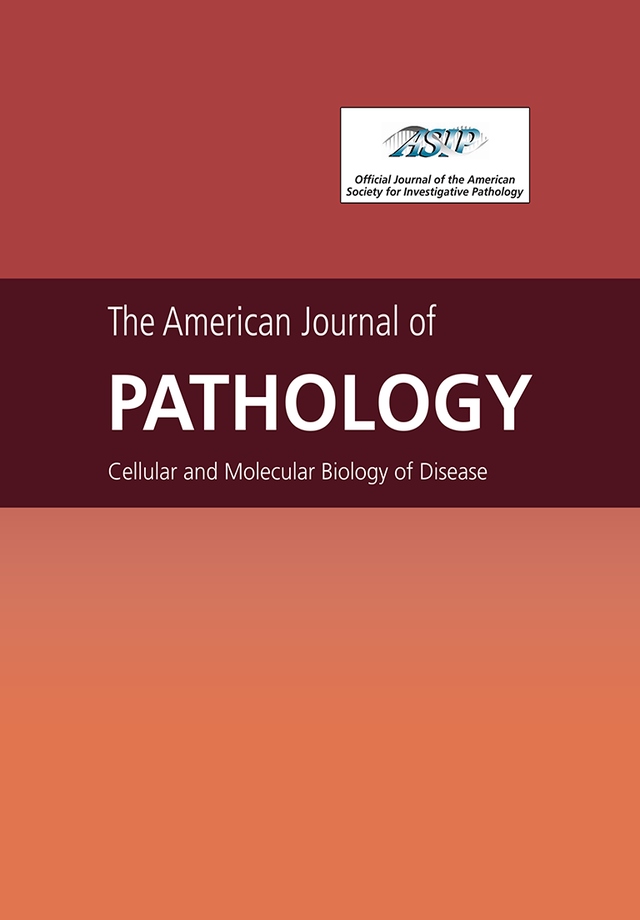 ASIP
Official Journal of the American
Society for Investigative Pathology
The American Journal of
PATHOLOGY
Cellular and Molecular Biology of Disease